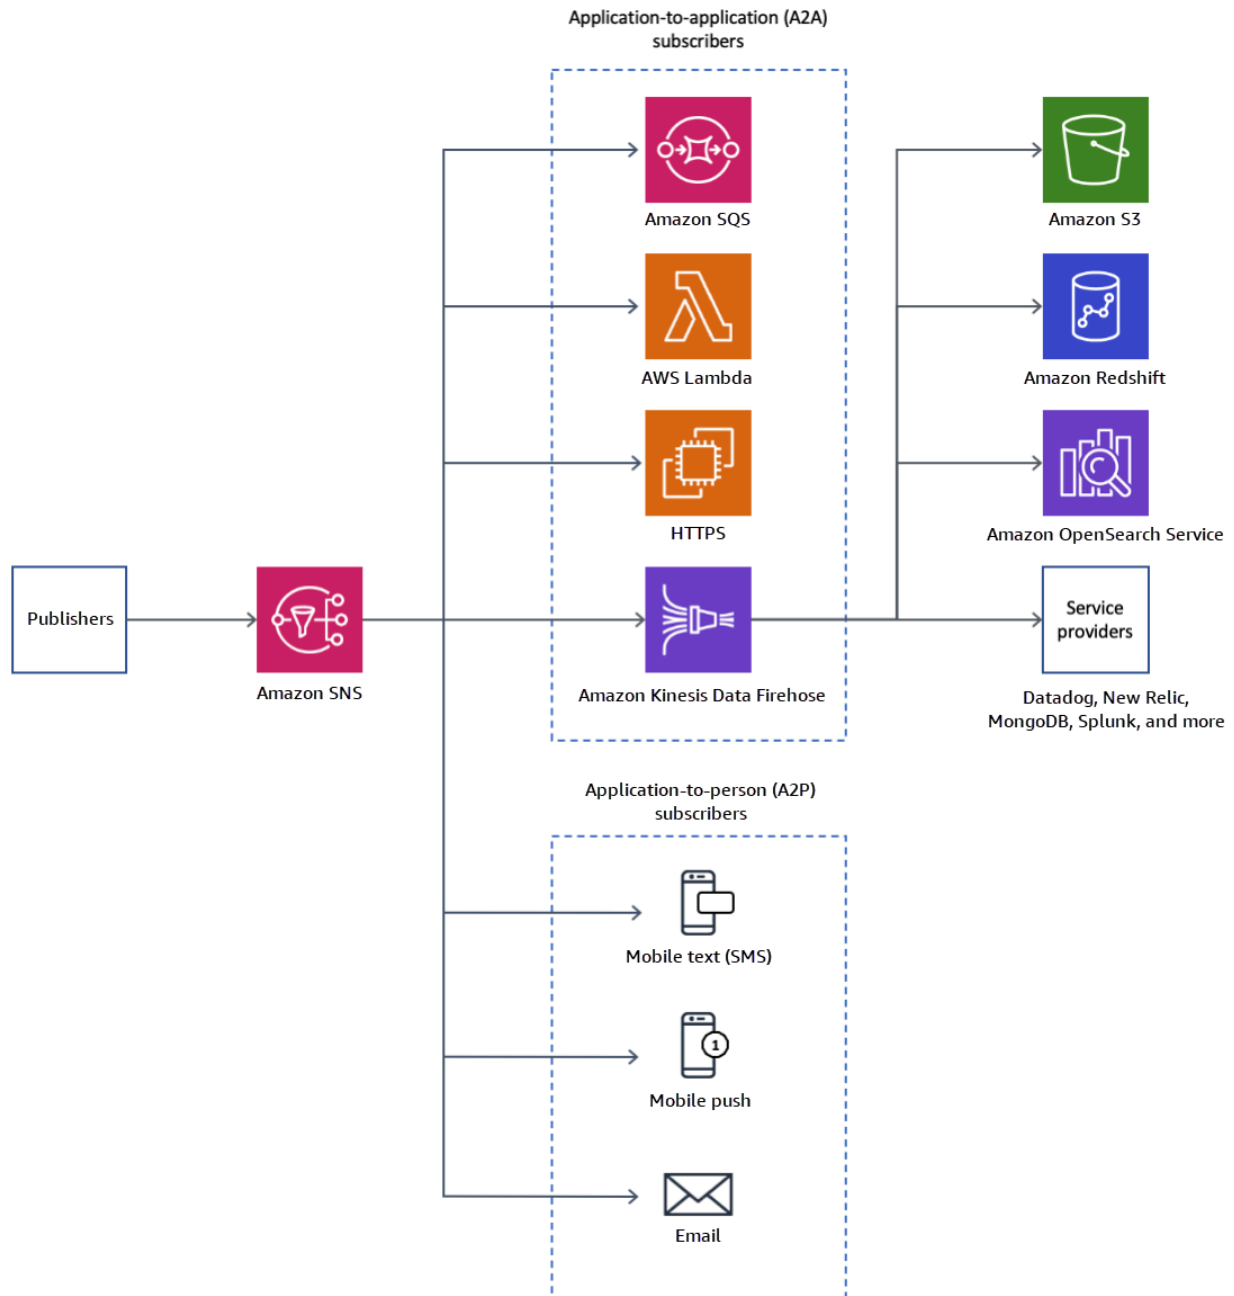 Application-to-application (A2A)
subscribers
Amazon SQS
Amazon S3
AWS Lambda
Amazon Redshift
HTTPS
Amazon OpenSearch Service
Publishers
Amazon SNS
Amazon Kinesis Data Firehose
Service
providers
Datadog, New Relic,
MongoDB, Splunk, and more
Application-to-person (A2P)
subscribers
Mobile text (SMS)
1
Mobile push
Email